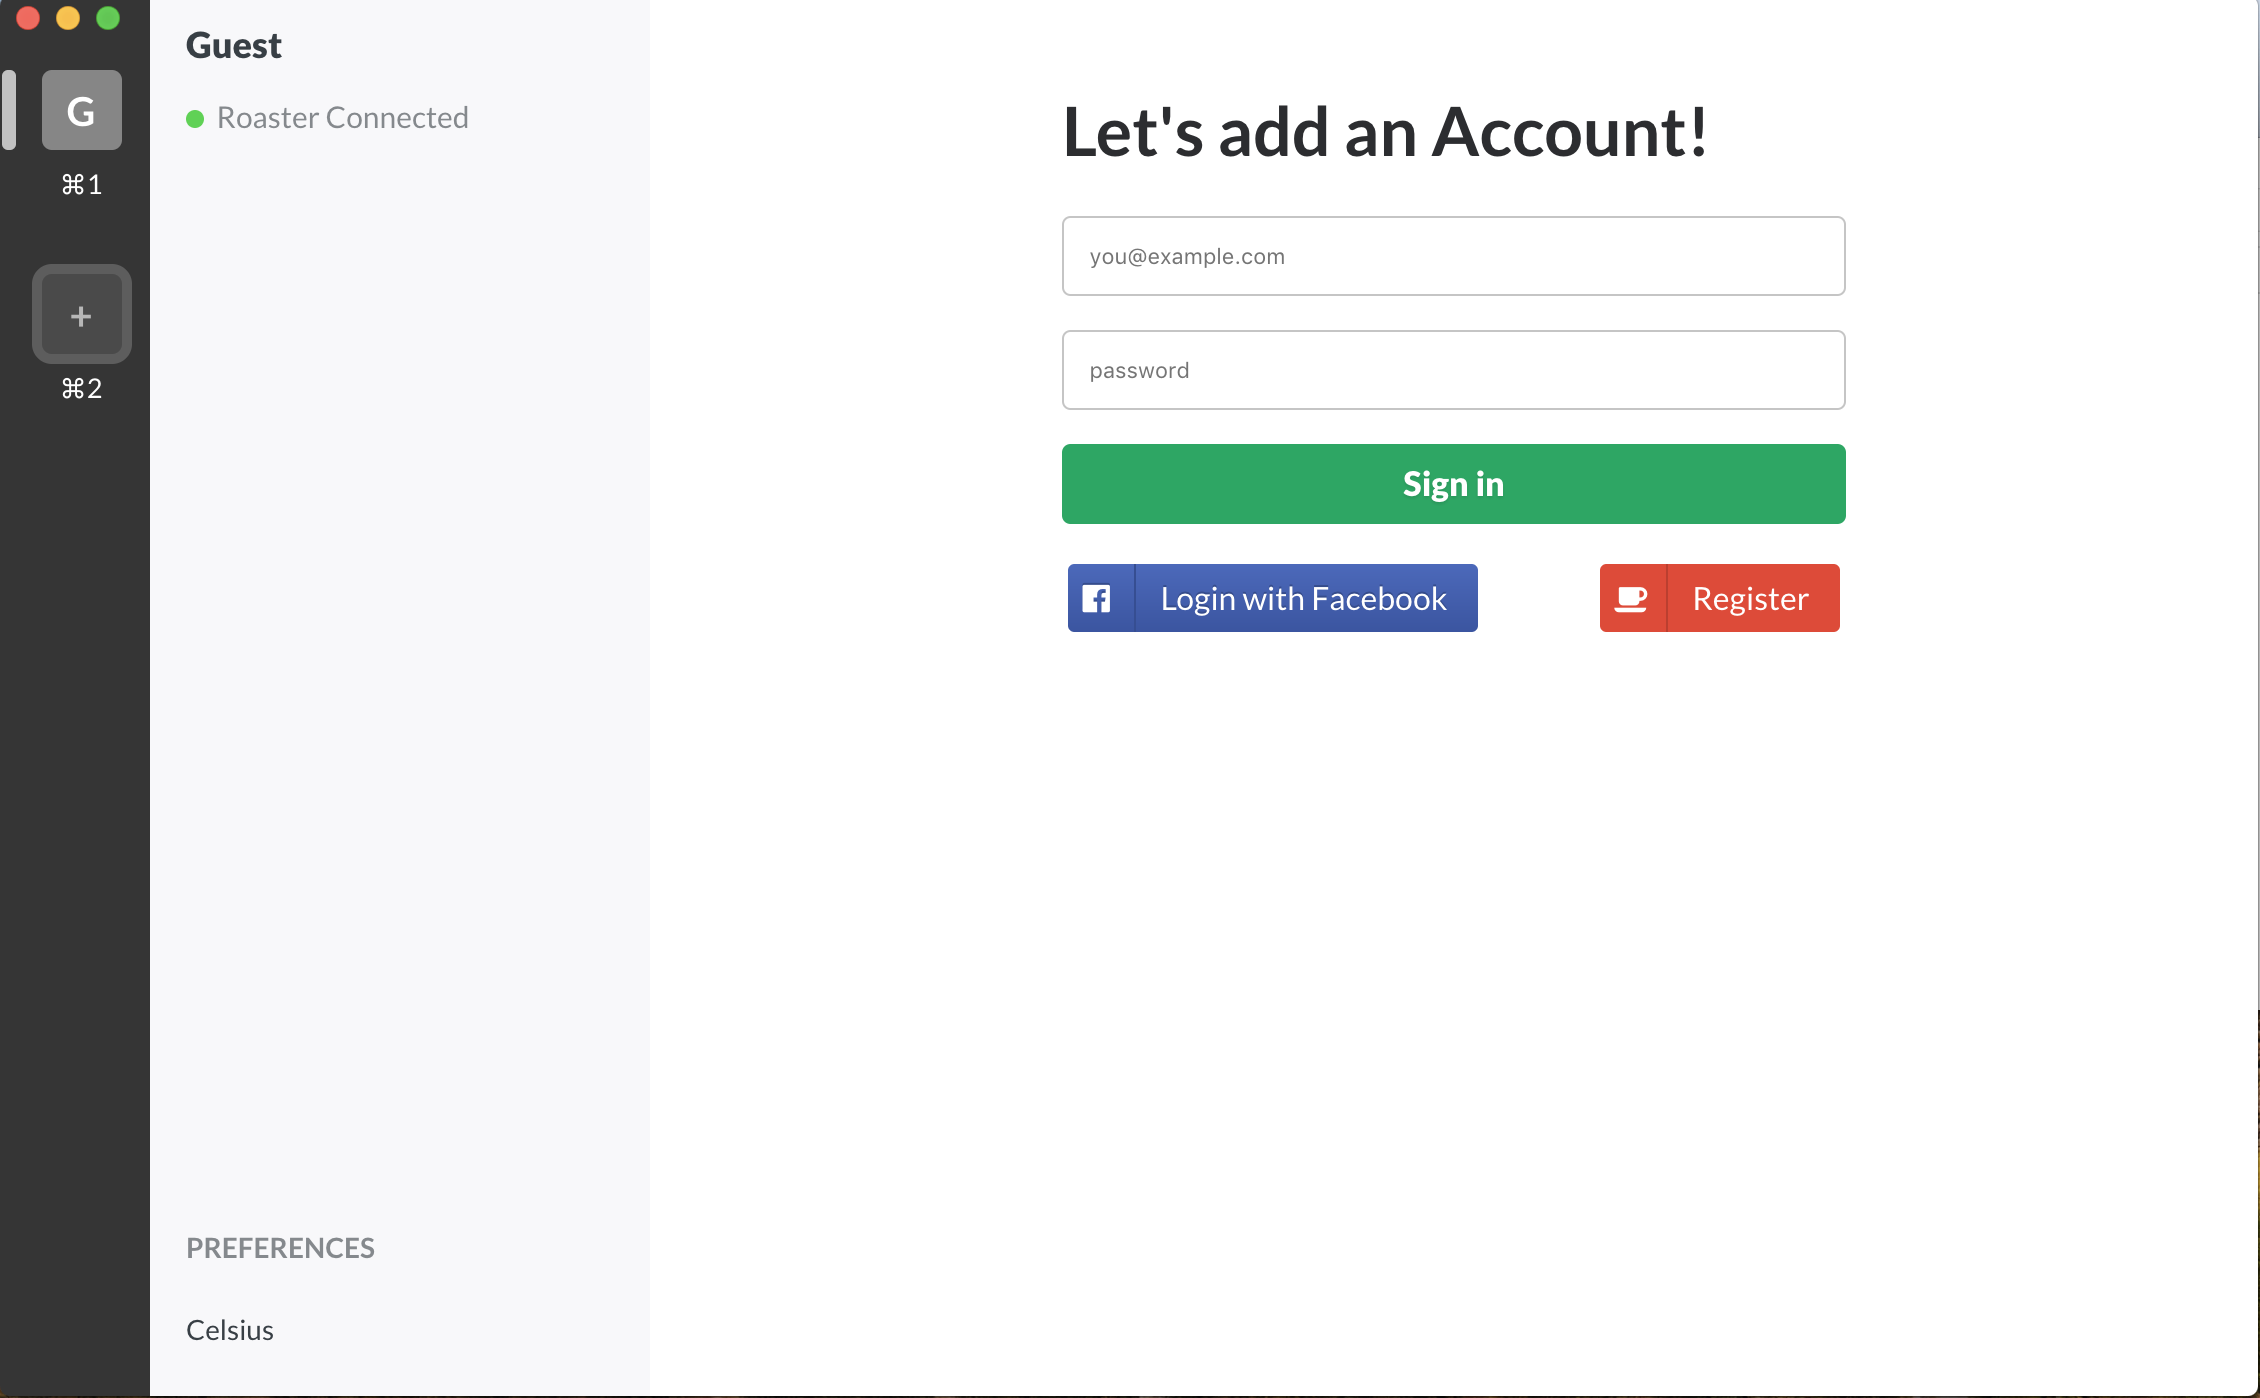 G
⌘1
+
⌘2
Guest
Roaster Connected
PREFERENCES
Celsius
Let's add an Account!
you@example.com
password
Sign in
Login with Facebook
Register